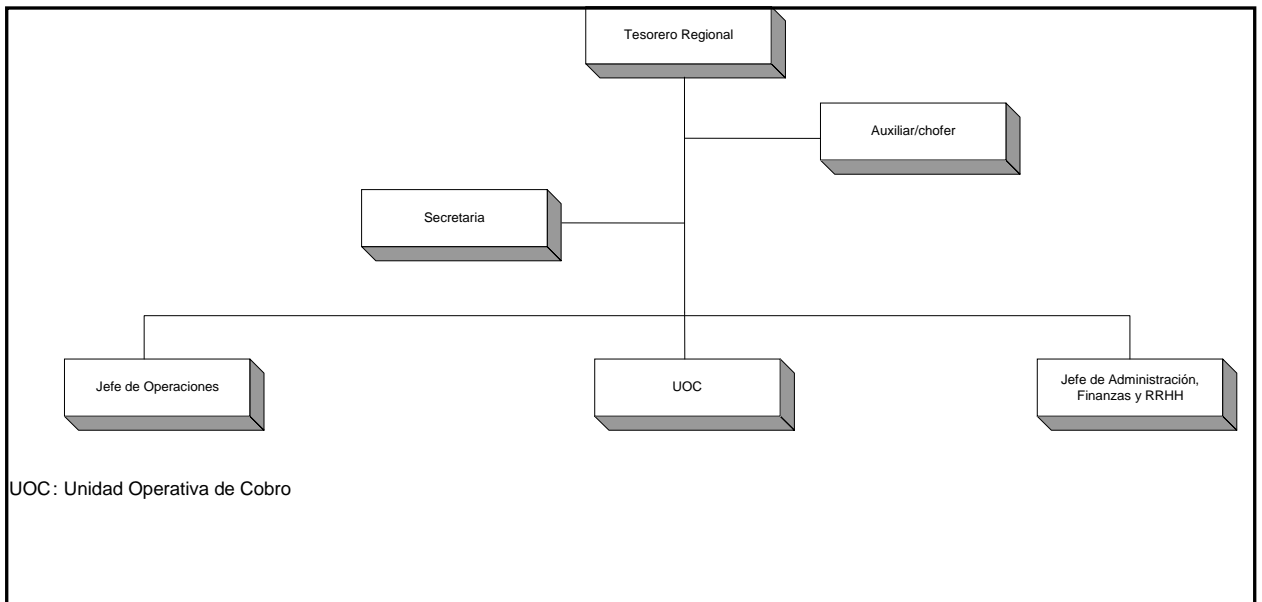 Tesorero Regional
Auxiliar/chofer
Secretaria
Jefe de Operaciones
UOC
Jefe de Administración,
Finanzas y RRHH
UOC: Unidad Operativa de Cobro